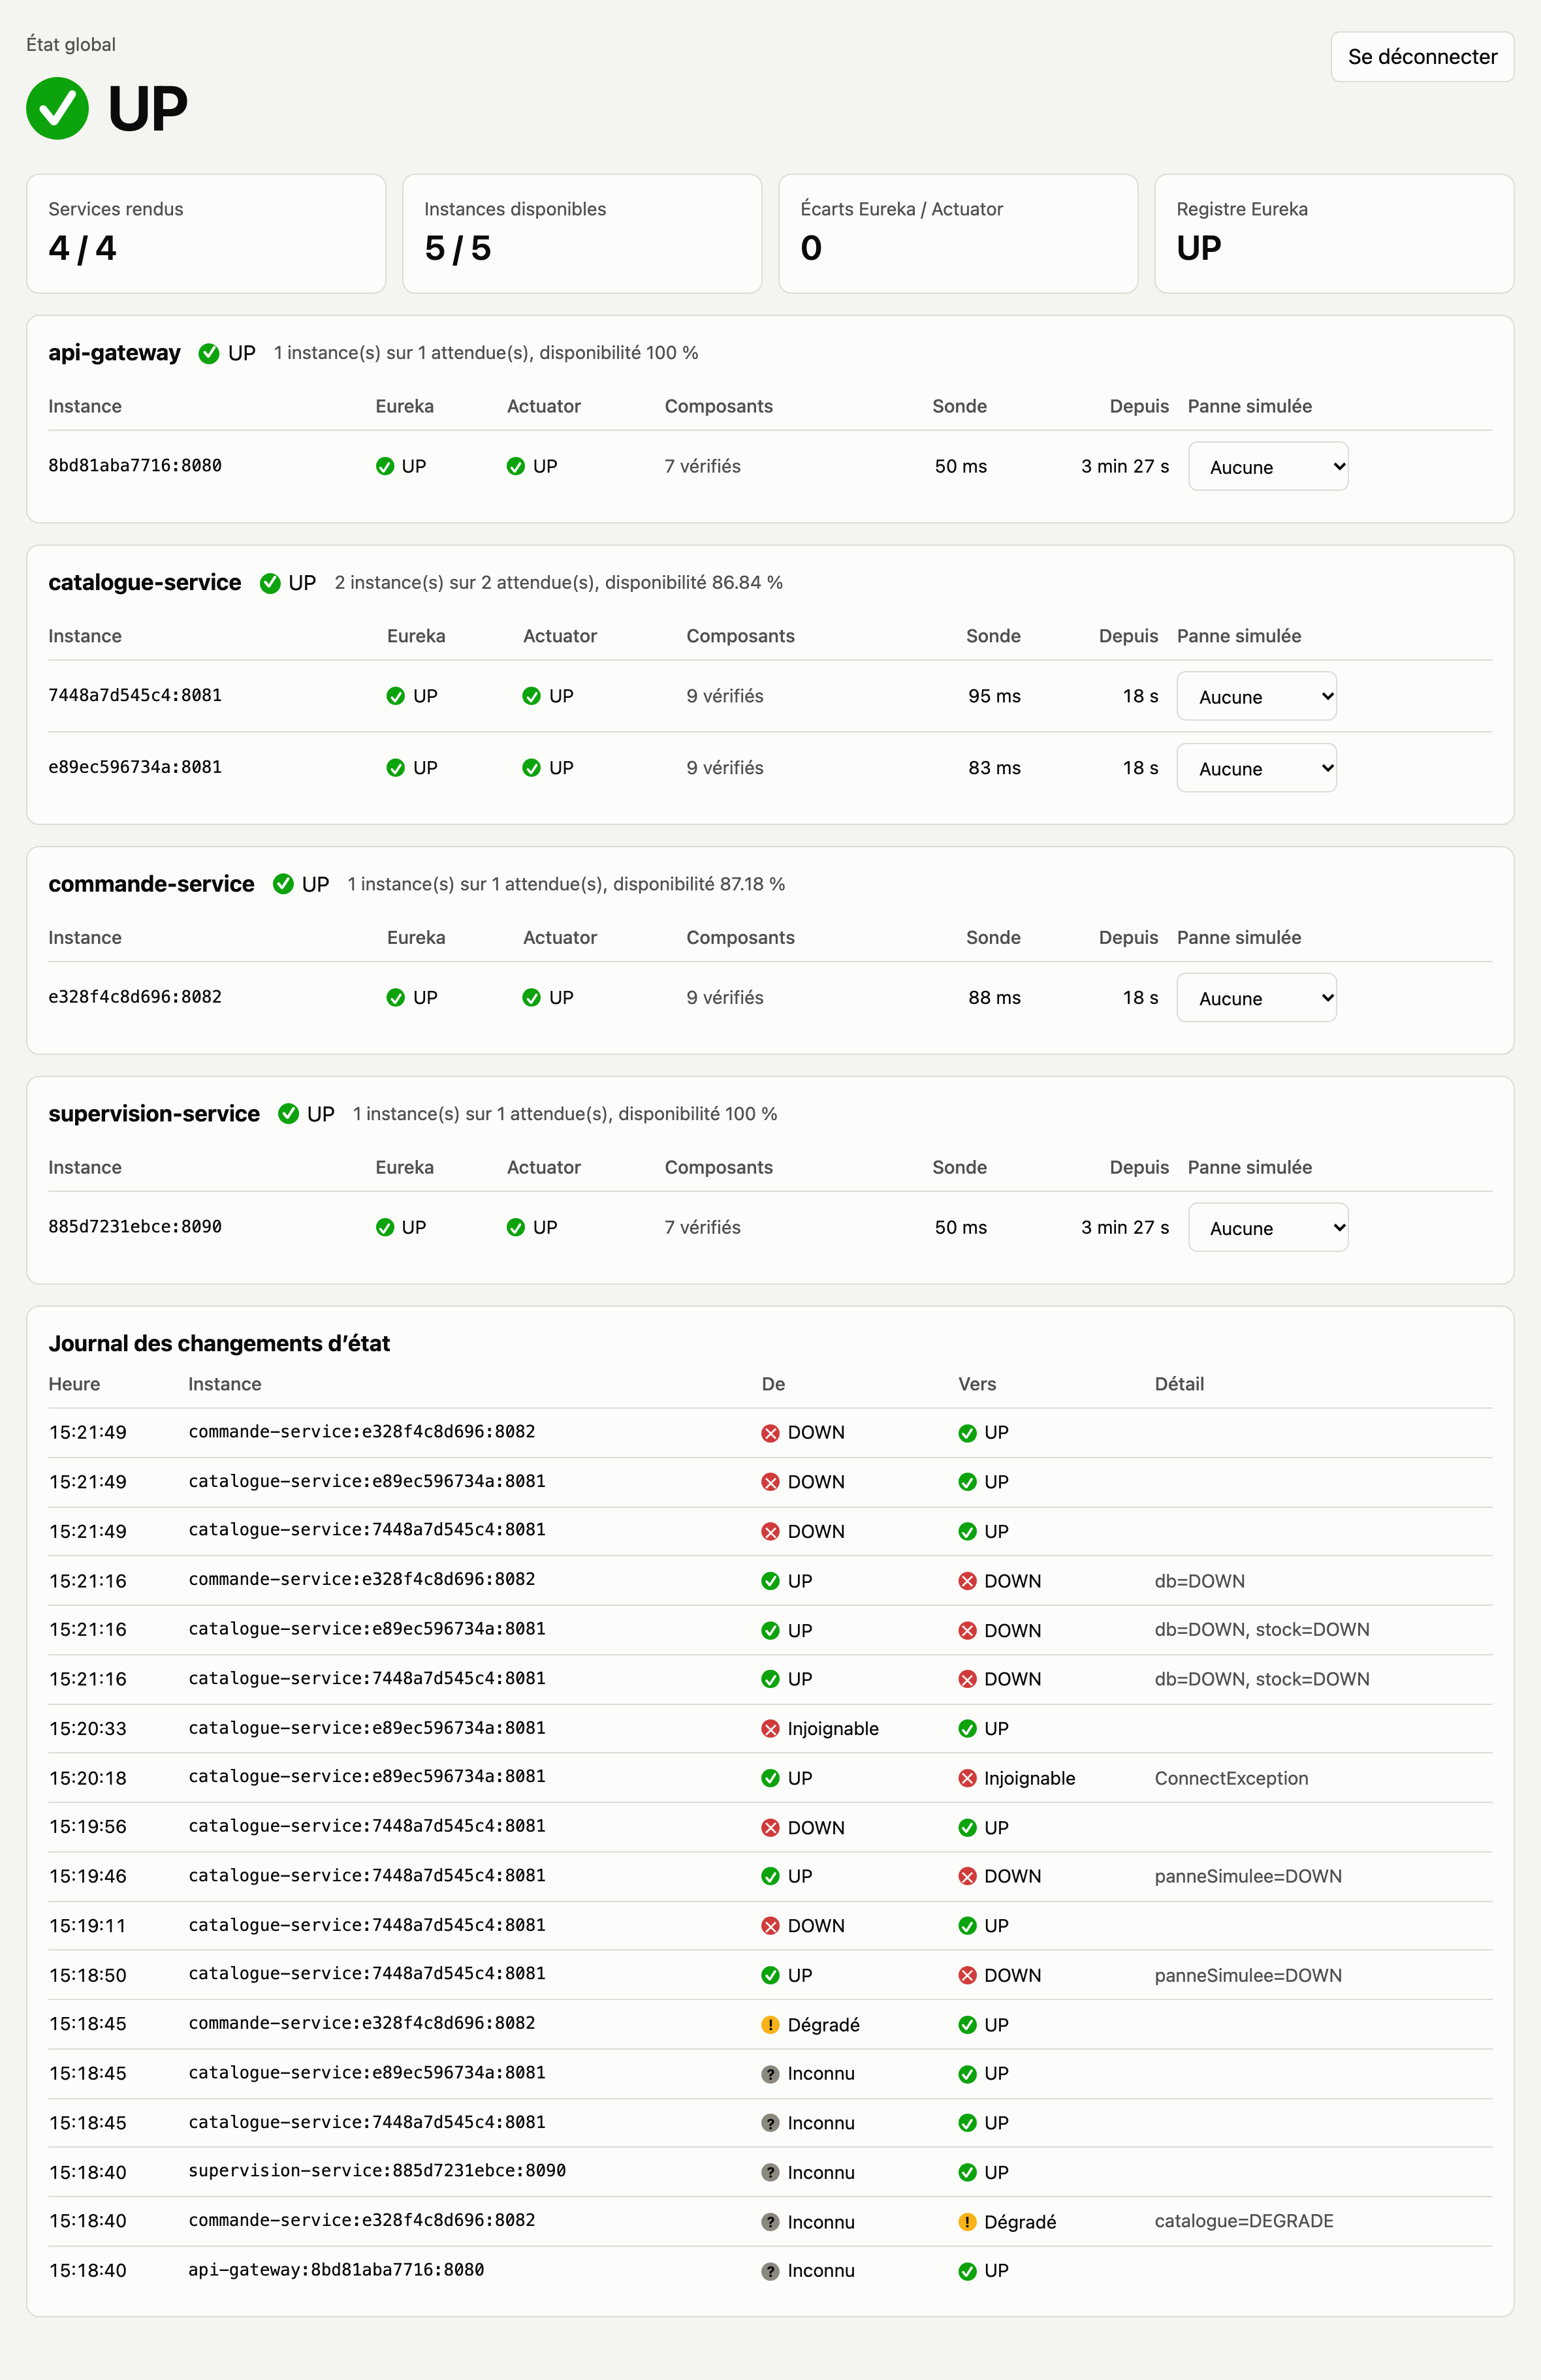 État global
Se déconnecter
UP
Services rendus
4 / 4
Instances disponibles
5 / 5
Écarts Eureka / Actuator
0
Registre Eureka
UP
api-gateway UP 1 instance(s) sur 1 attendue(s), disponibilité 100 %
Instance Eureka Actuator Composants Sonde Depuis Panne simulée
8bd81aba7716:8080 UP UP 7 vérifiés 50 ms 3 min 27 s Aucune
catalogue-service UP 2 instance(s) sur 2 attendue(s), disponibilité 86.84 %
Instance Eureka Actuator Composants Sonde Depuis Panne simulée
7448a7d545c4:8081 UP UP 9 vérifiés 95 ms 18 s Aucune
e89ec596734a:8081 UP UP 9 vérifiés 83 ms 18 s Aucune
commande-service UP 1 instance(s) sur 1 attendue(s), disponibilité 87.18 %
Instance Eureka Actuator Composants Sonde Depuis Panne simulée
e328f4c8d696:8082 UP UP 9 vérifiés 88 ms 18 s Aucune
supervision-service UP 1 instance(s) sur 1 attendue(s), disponibilité 100 %
Instance Eureka Actuator Composants Sonde Depuis Panne simulée
885d7231ebce:8090 UP UP 7 vérifiés 50 ms 3 min 27 s Aucune
Journal des changements d’état
Heure Instance De Vers Détail
15:21:49 commande-service:e328f4c8d696:8082 DOWN UP
15:21:49 catalogue-service:e89ec596734a:8081 DOWN UP
15:21:49 catalogue-service:7448a7d545c4:8081 DOWN UP
15:21:16 commande-service:e328f4c8d696:8082 UP DOWN db=DOWN
15:21:16 catalogue-service:e89ec596734a:8081 UP DOWN db=DOWN, stock=DOWN
15:21:16 catalogue-service:7448a7d545c4:8081 UP DOWN db=DOWN, stock=DOWN
15:20:33 catalogue-service:e89ec596734a:8081 Injoignable UP
15:20:18 catalogue-service:e89ec596734a:8081 UP Injoignable ConnectException
15:19:56 catalogue-service:7448a7d545c4:8081 DOWN UP
15:19:46 catalogue-service:7448a7d545c4:8081 UP DOWN panneSimulee=DOWN
15:19:11 catalogue-service:7448a7d545c4:8081 DOWN UP
15:18:50 catalogue-service:7448a7d545c4:8081 UP DOWN panneSimulee=DOWN
15:18:45 commande-service:e328f4c8d696:8082 Dégradé UP
15:18:45 catalogue-service:e89ec596734a:8081 Inconnu UP
15:18:45 catalogue-service:7448a7d545c4:8081 Inconnu UP
15:18:40 supervision-service:885d7231ebce:8090 Inconnu UP
15:18:40 commande-service:e328f4c8d696:8082 Inconnu Dégradé catalogue=DEGRADE
15:18:40 api-gateway:8bd81aba7716:8080 Inconnu UP